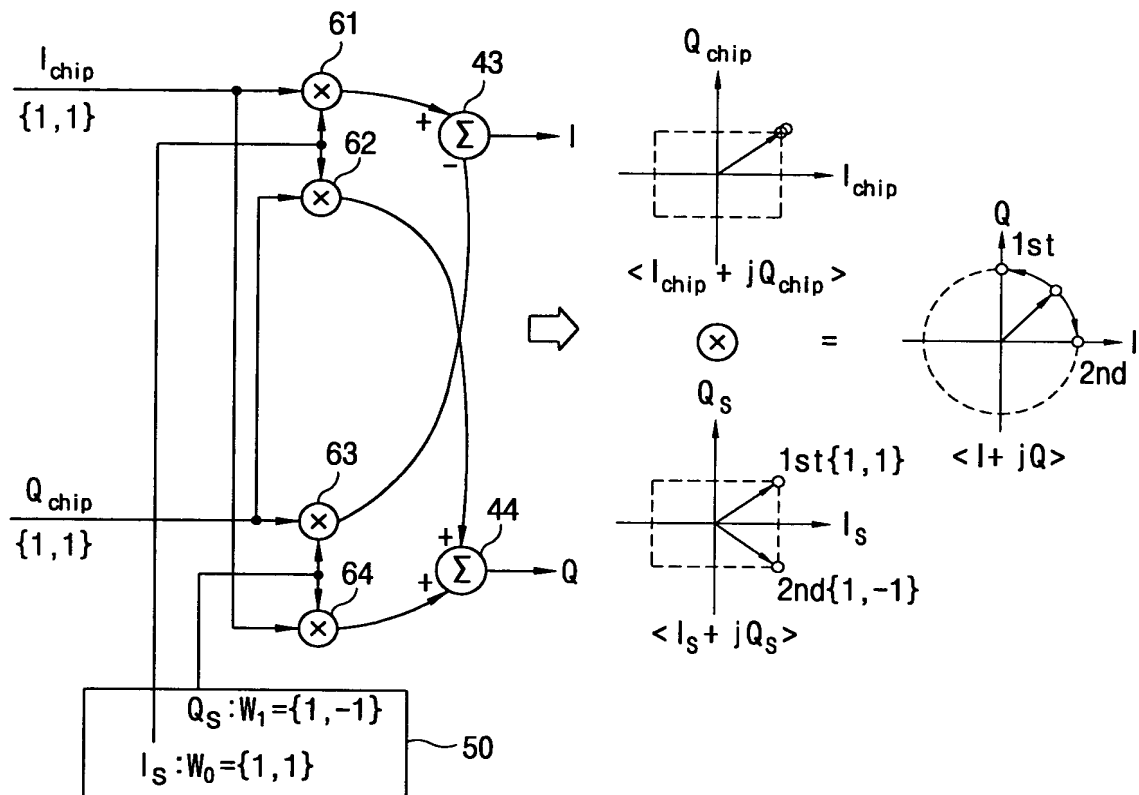 61
I_chip
{1,1}
×
+
43
Σ
-
I
62
×
Q_chip
{1,1}
63
×
+
44
Σ
+
Q
64
×
Q_S:W_1={1,-1}
I_S:W_0={1,1}
50
Q_chip
I_chip
<I_chip + jQ_chip>
×
=
Q
1st
I
2nd
<I+ jQ>
Q_S
1st{1,1}
I_S
2nd{1,-1}
<I_S+ jQ_S>